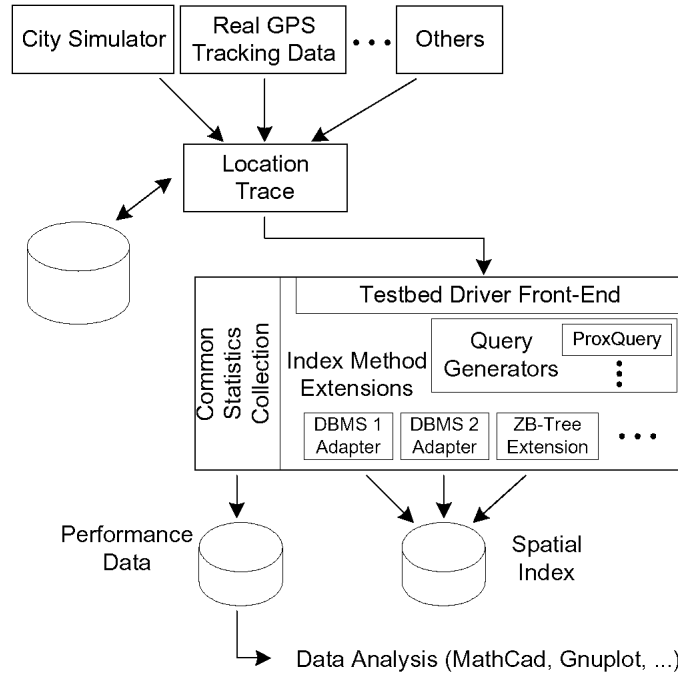 City Simulator
Real GPS
Tracking Data
• • •
Others
Location
Trace
Testbed Driver Front-End
Common
Statistics
Collection
Query
Generators
ProxQuery
Index Method
Extensions
DBMS 1
Adapter
DBMS 2
Adapter
ZB-Tree
Extension
• • •
Performance
Data
Spatial
Index
Data Analysis (MathCad, Gnuplot, ...)